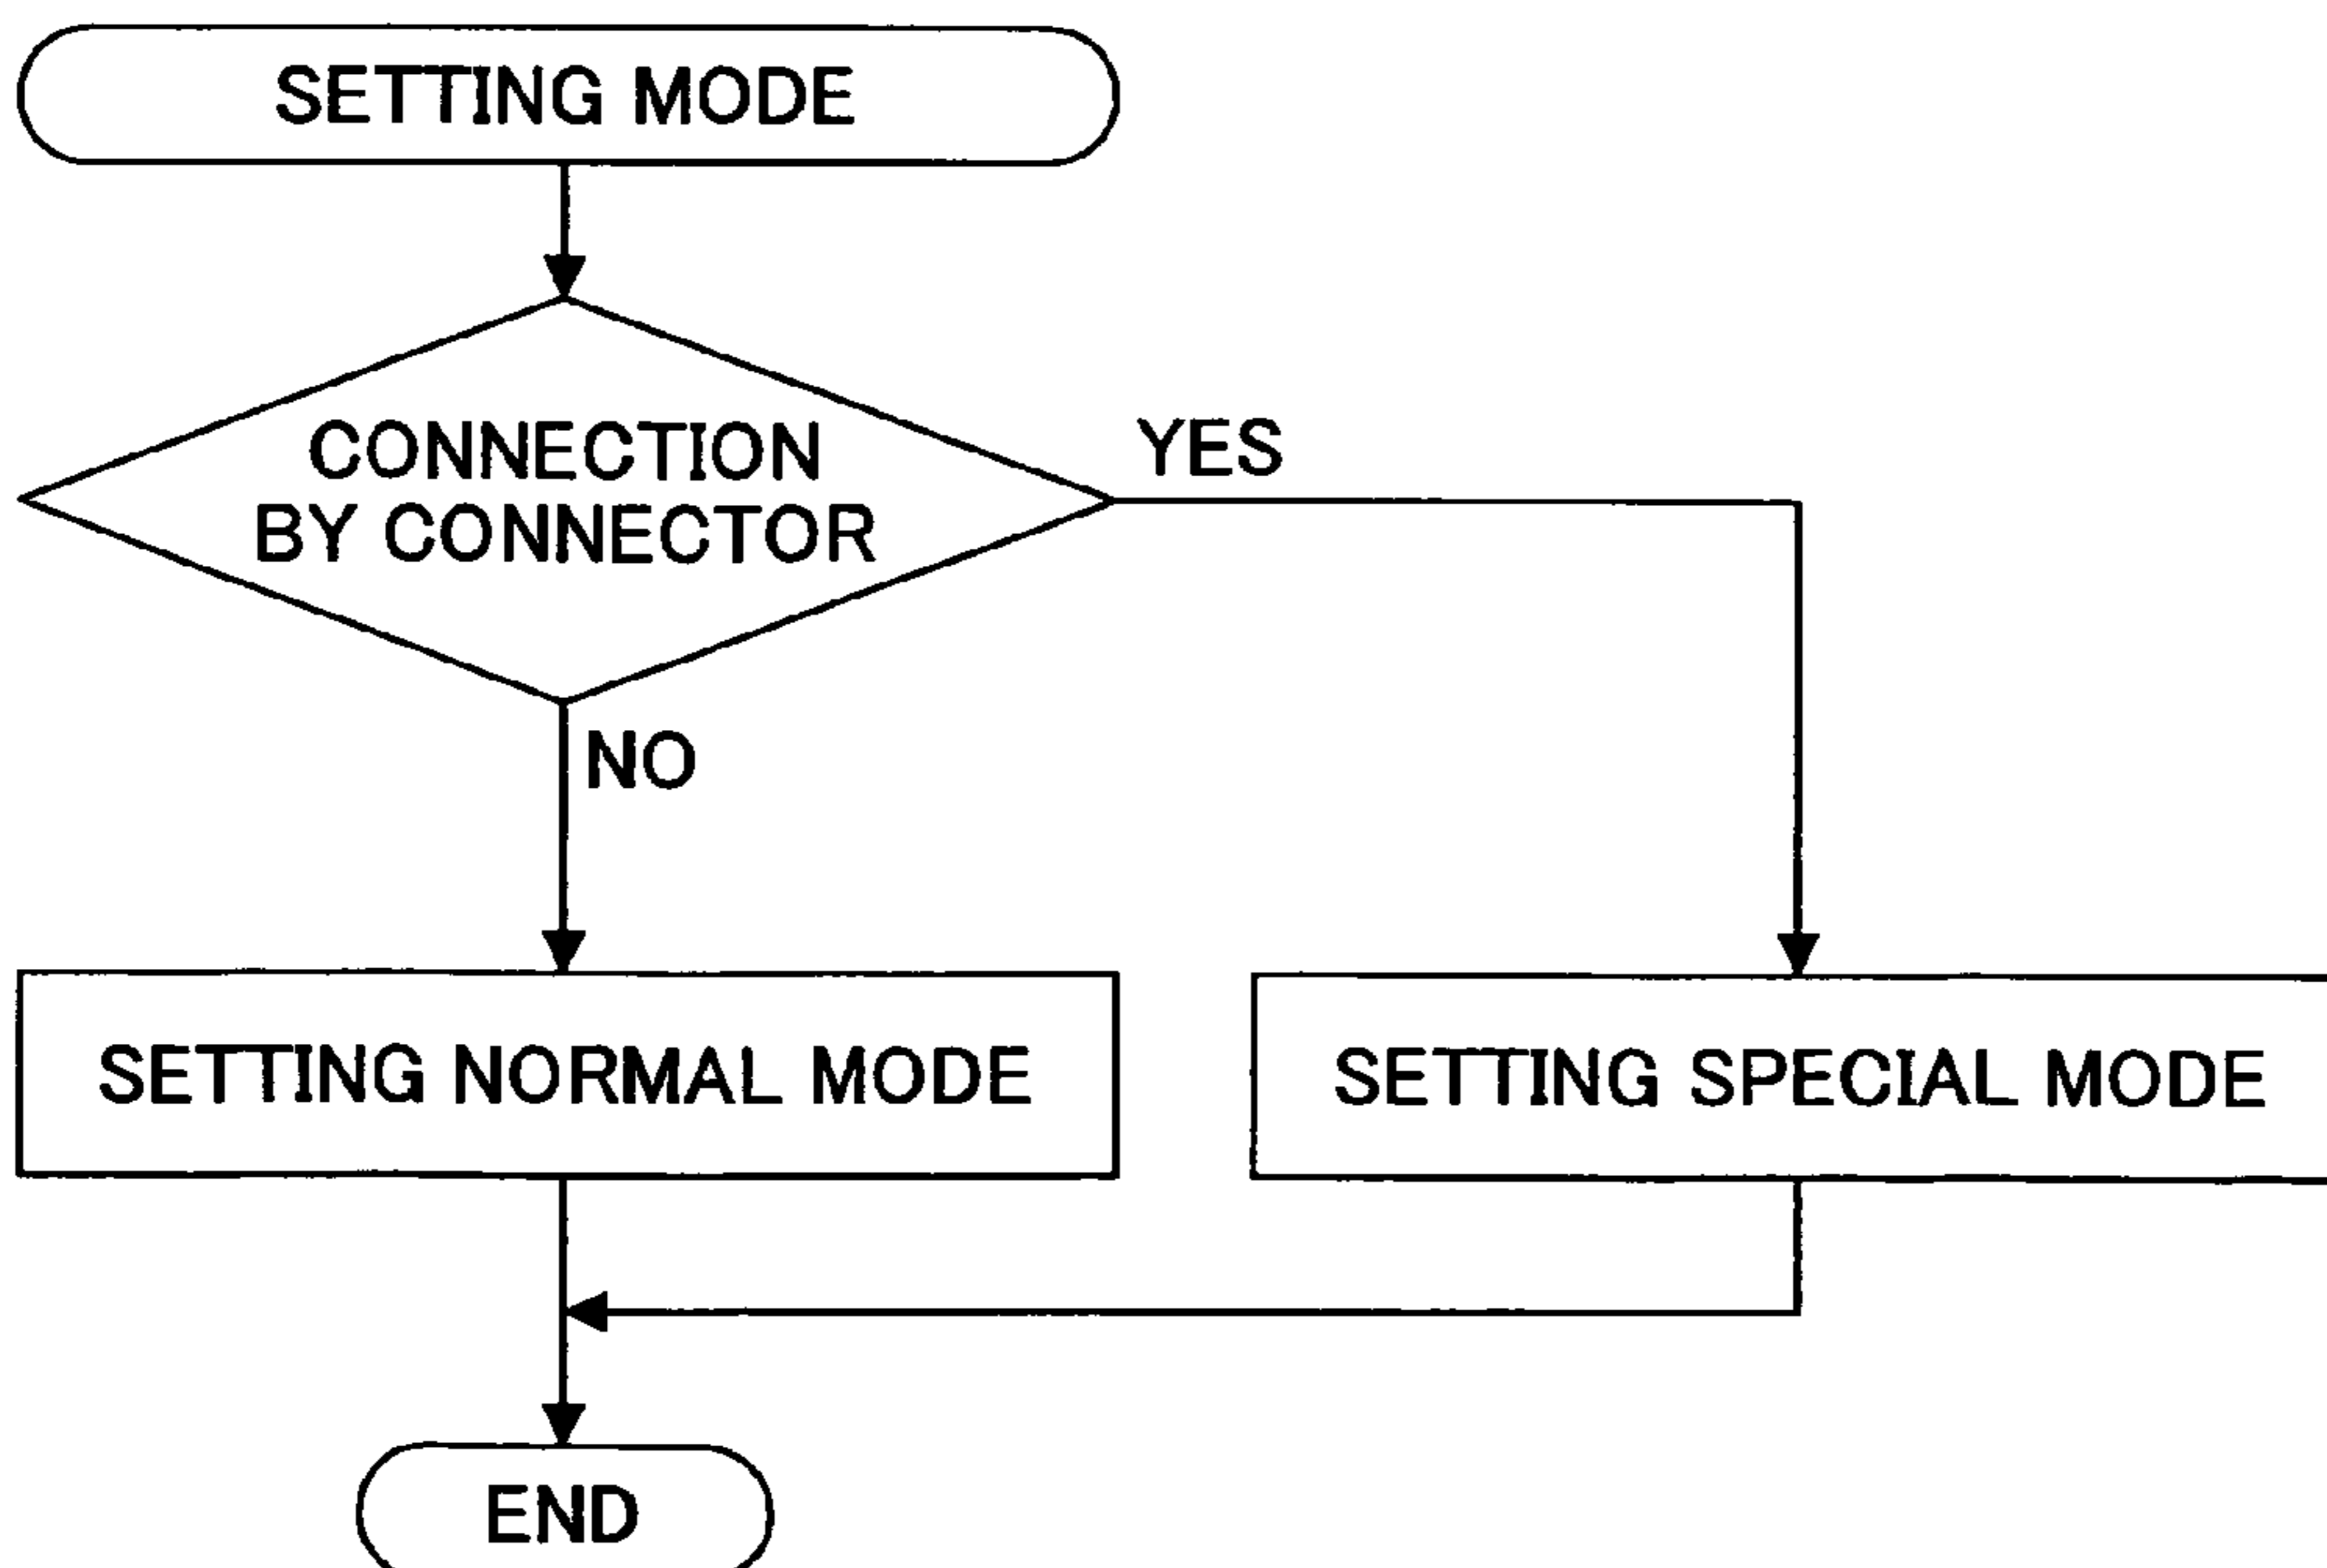 SETTING MODE
CONNECTION
BY CONNECTOR
YES
NO
SETTING NORMAL MODE
SETTING SPECIAL MODE
END